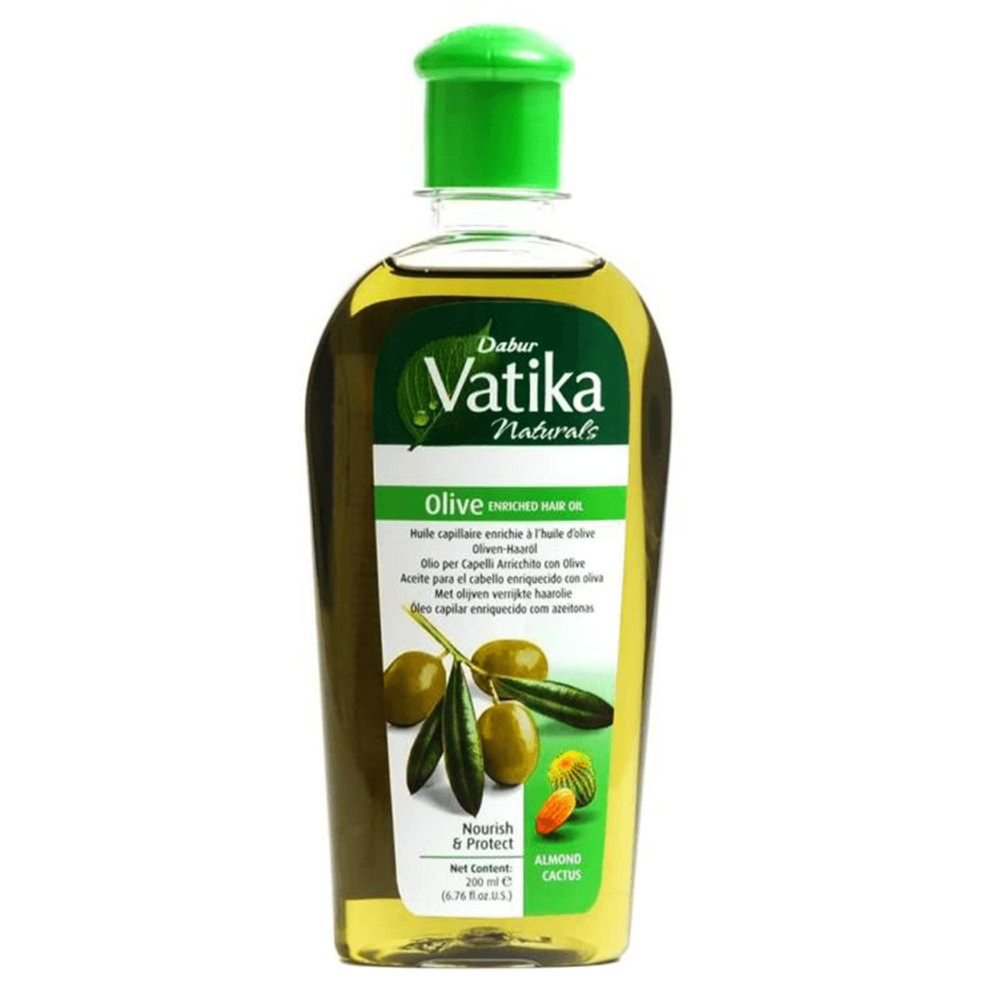 Dabur
Vatika
Naturals
Olive ENRICHED HAIR OIL
Huile capillaire enrichie à l'huile d'olive
Oliven-Haaröl
Olio per Capelli Arricchito con Olive
Aceite para el cabello enriquecido con oliva
Met olijven verrijkte haarolie
Óleo capilar enriquecido com azeitonas
Nourish
& Protect
Net Content:
200 ml ℮
(6.76 fl.oz.U.S.)
ALMOND
CACTUS